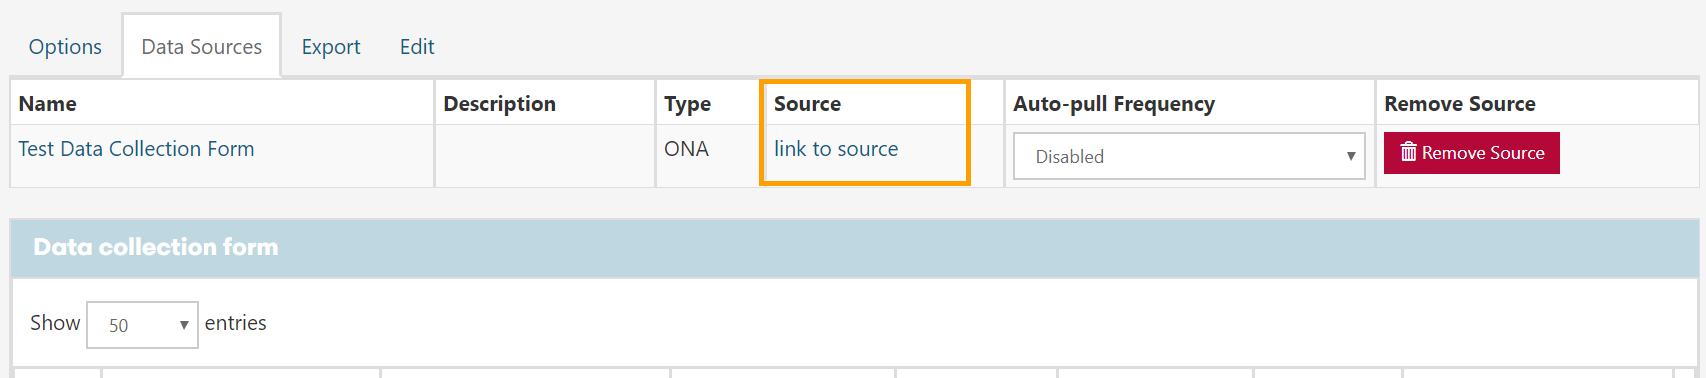 Options Data Sources Export Edit
Name Description Type Source Auto-pull Frequency Remove Source
Test Data Collection Form ONA link to source Disabled Remove Source
Data collection form
Show 50 entries